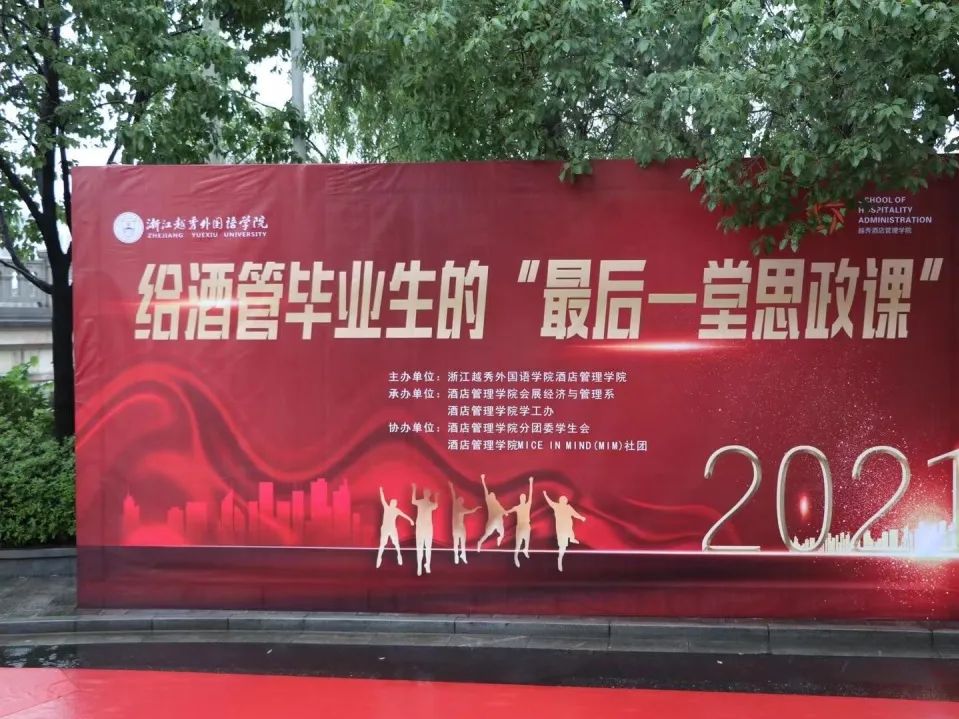 浙江越秀外国语学院
ZHEJIANG YUEXIU UNIVERSITY
SCHOOL OF
HOSPITALITY
ADMINISTRATION
越秀酒店管理学院
给酒管毕业生的“最后一堂思政课”
主办单位：浙江越秀外国语学院酒店管理学院
承办单位：酒店管理学院会展经济与管理系
酒店管理学院学工办
协办单位：酒店管理学院分团委学生会
酒店管理学院MICE IN MIND(MIM)社团
2021